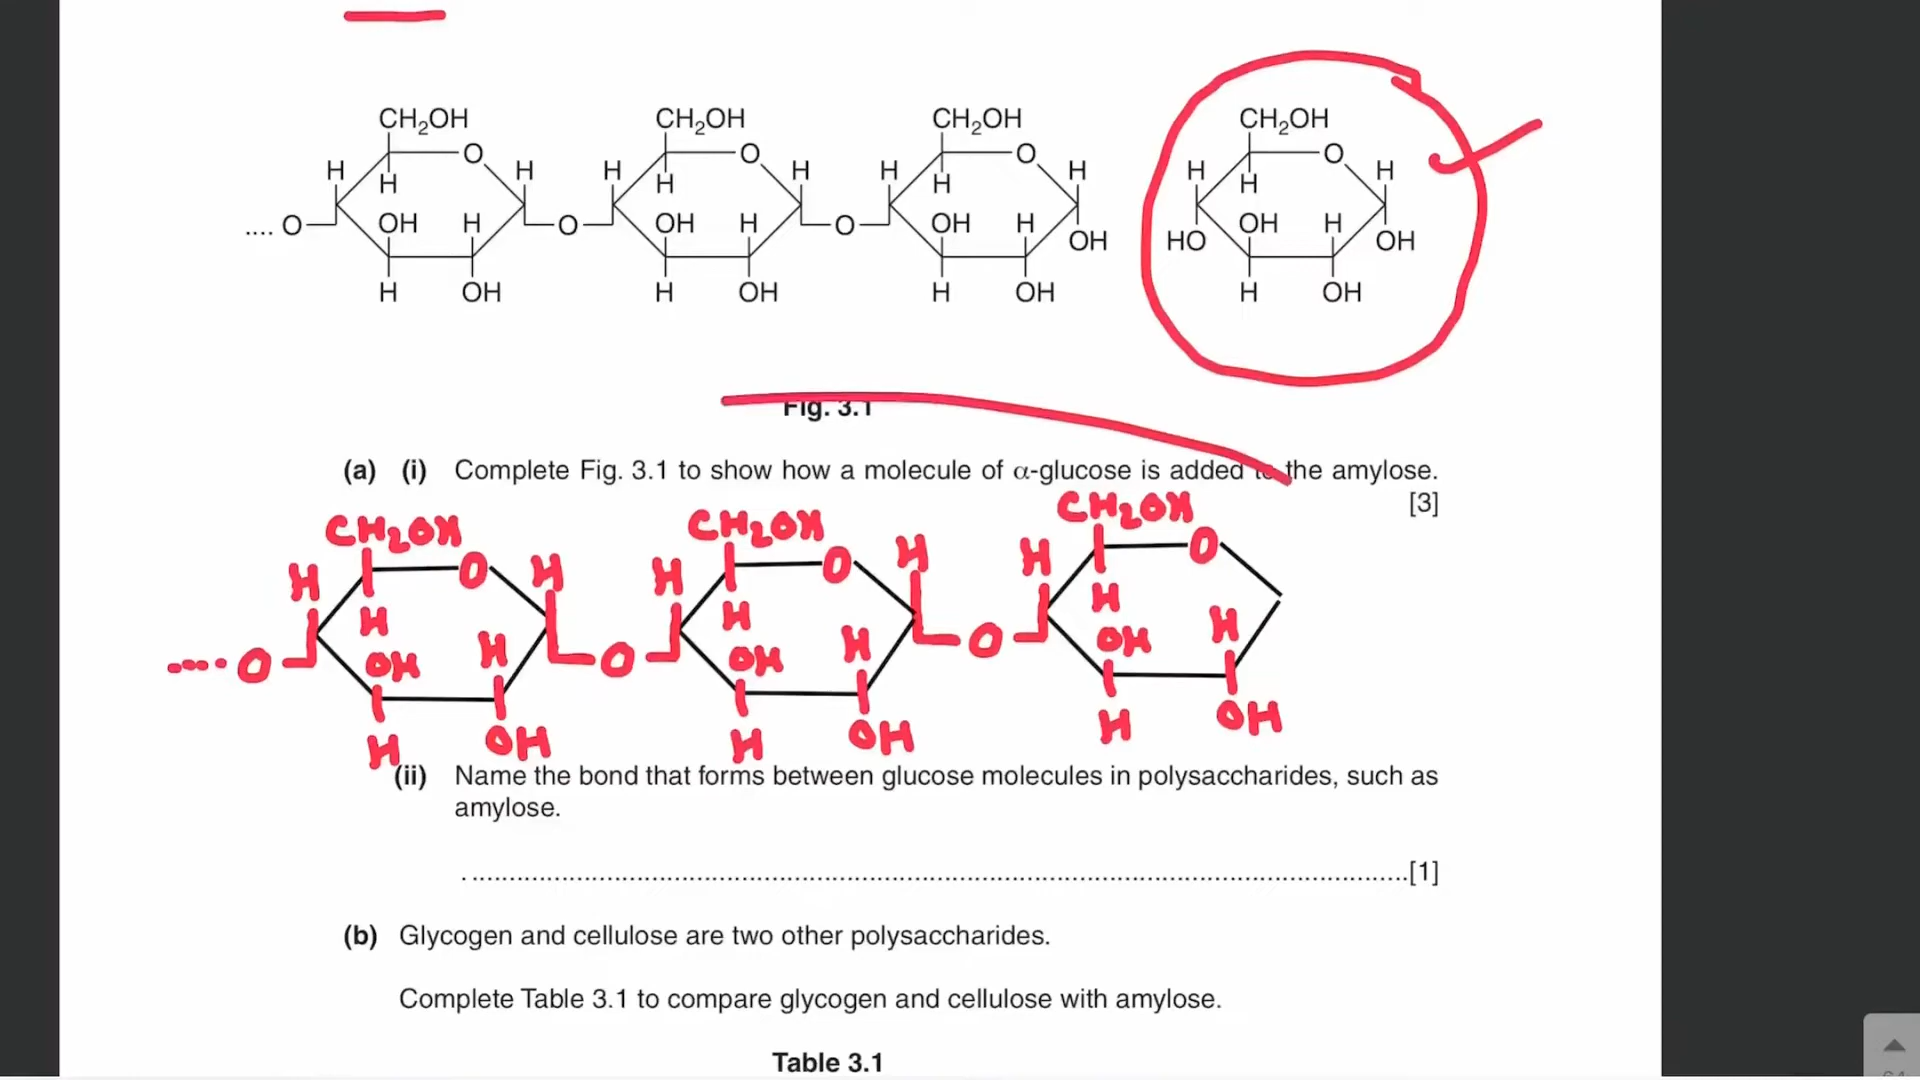 CH₂OH CH₂OH CH₂OH CH₂OH
O O O O
H H H H H H H H
H H H H
.... O OH H O OH H O OH H OH HO OH H OH
H OH H OH H OH H OH
Fig. 3.1
(a) (i) Complete Fig. 3.1 to show how a molecule of α-glucose is added to the amylose.
[3]
CH₂OH CH₂OH CH₂OH
O O O
H H H H H
H H H
OH H OH H OH H
....O O O
H OH H OH H OH
(ii) Name the bond that forms between glucose molecules in polysaccharides, such as
amylose.
[1]
(b) Glycogen and cellulose are two other polysaccharides.
Complete Table 3.1 to compare glycogen and cellulose with amylose.
Table 3.1